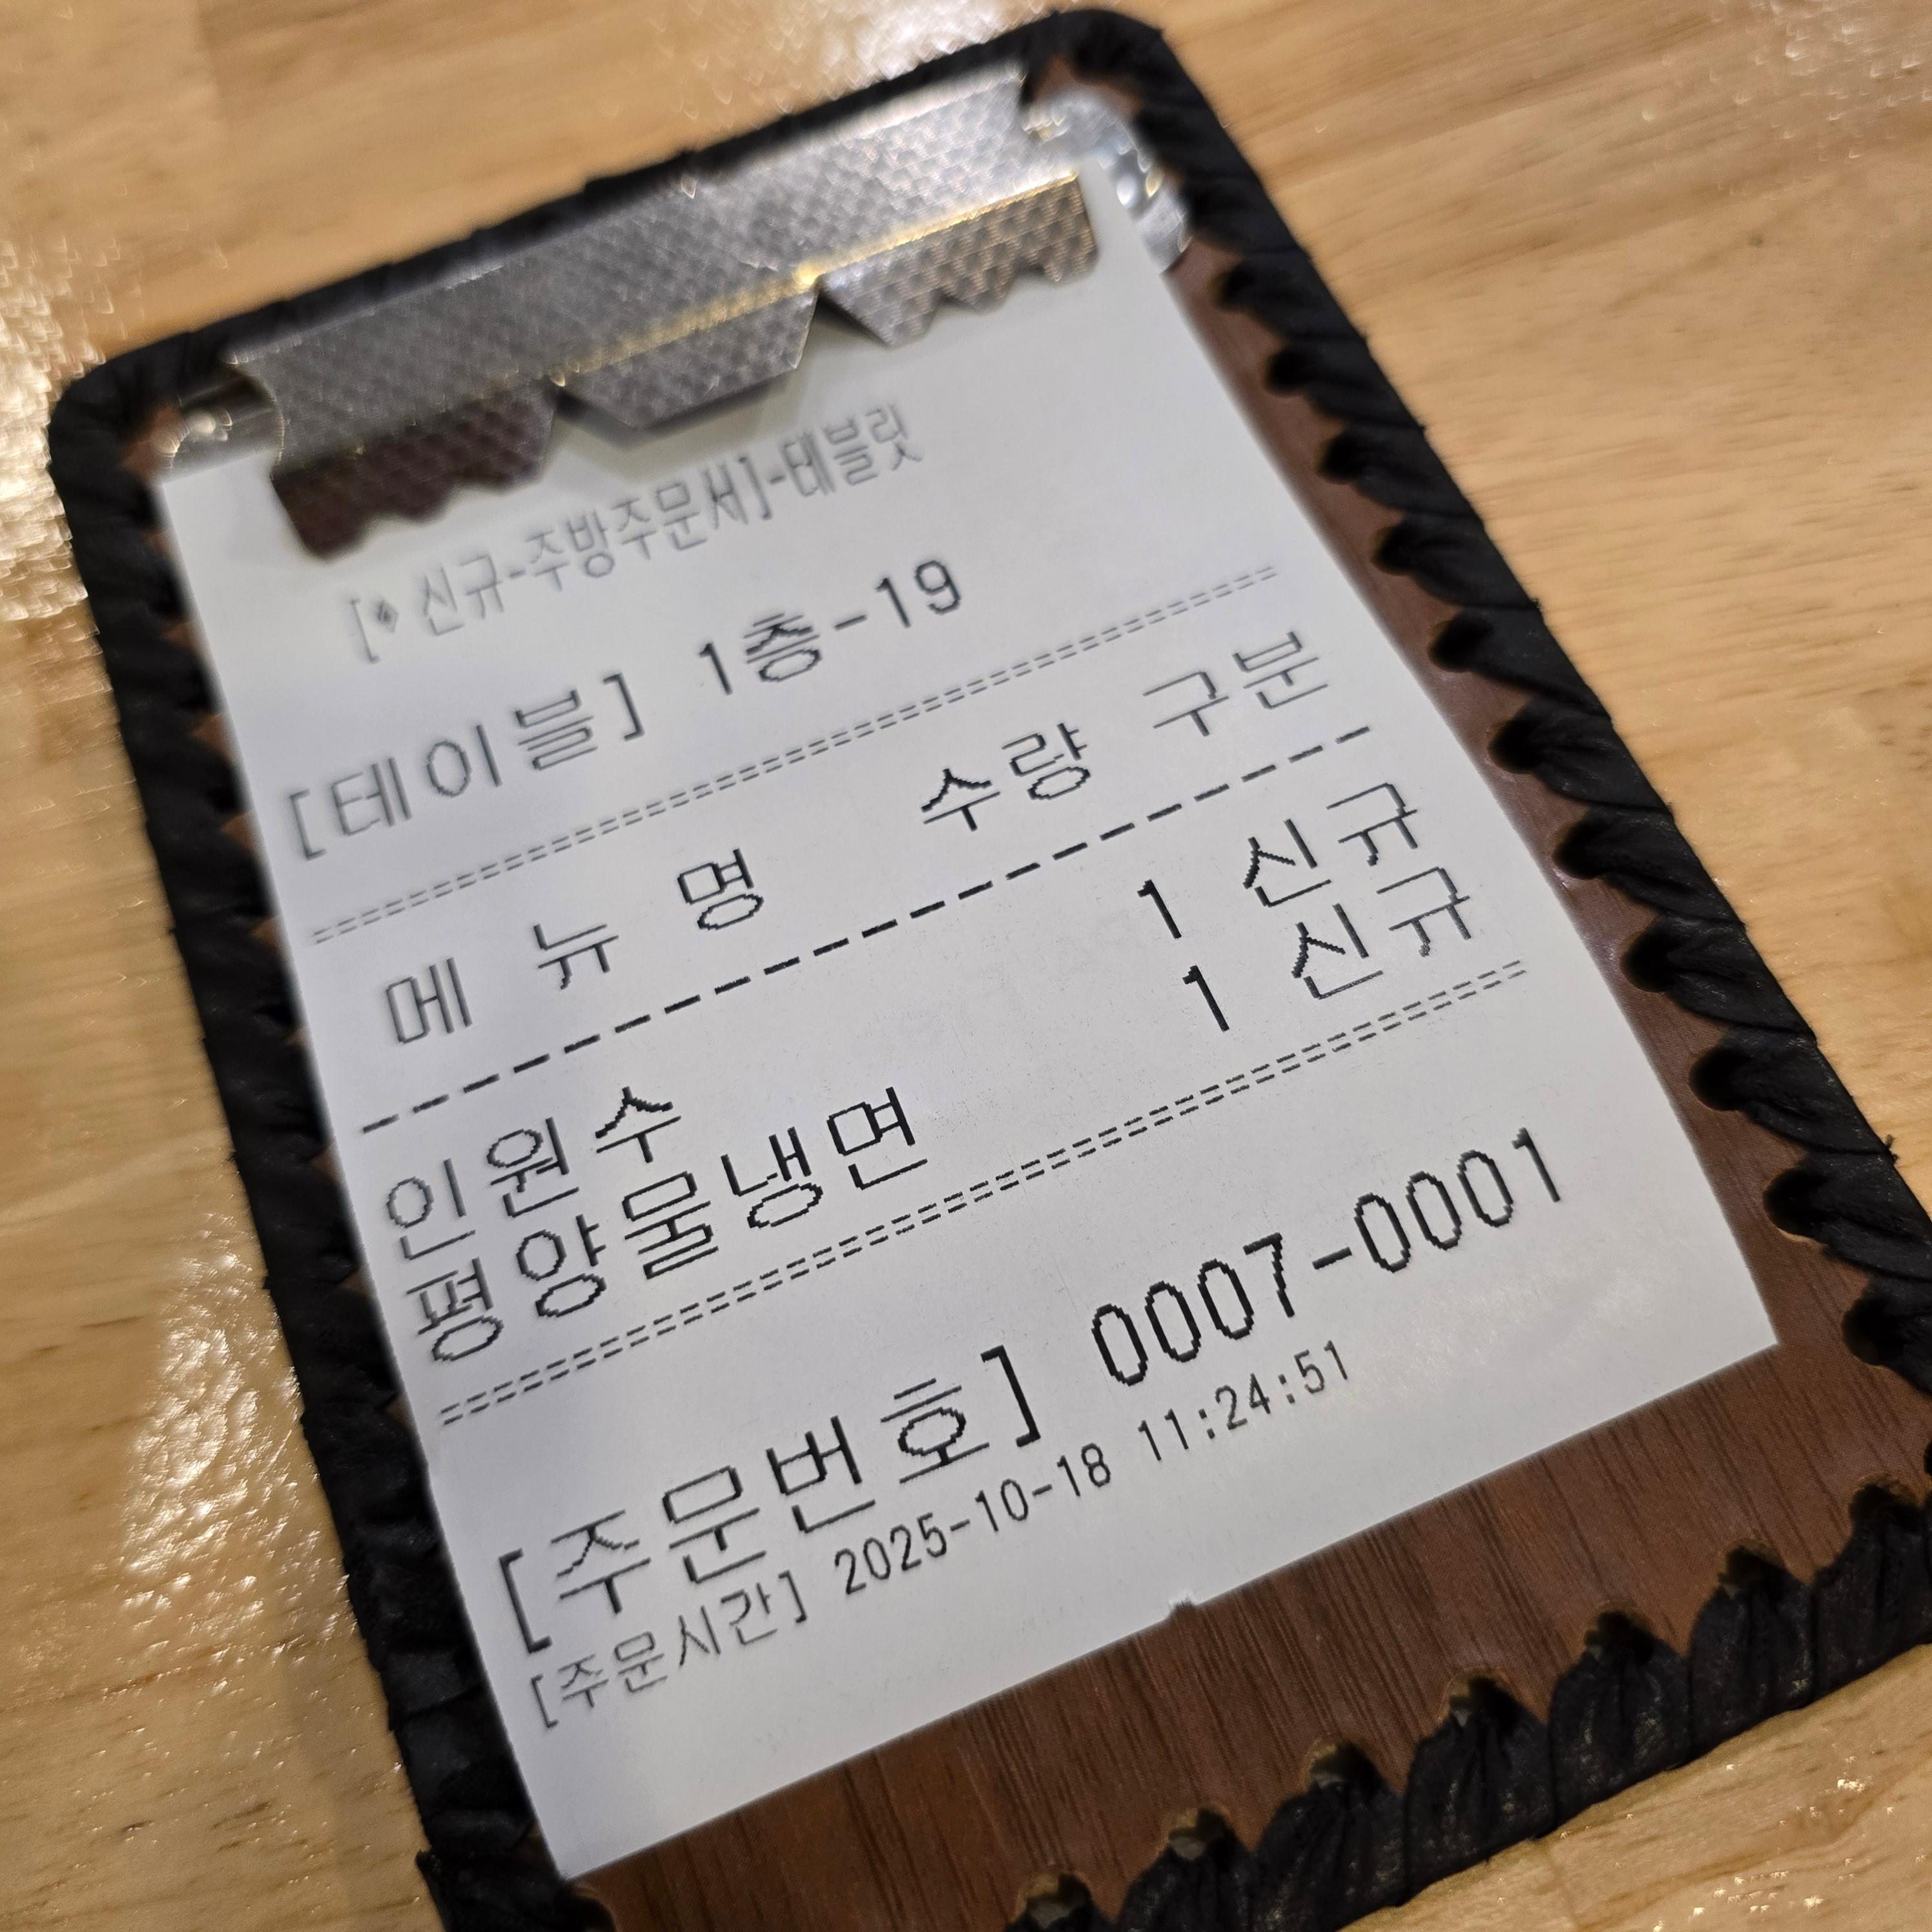 [♦ 신규-주방주문서]-테블릿
[테이블] 1층-19
메 뉴 명 수량 구분
인원수 1 신규
평양물냉면 1 신규
[주문번호] 0007-0001
[주문시간] 2025-10-18 11:24:51